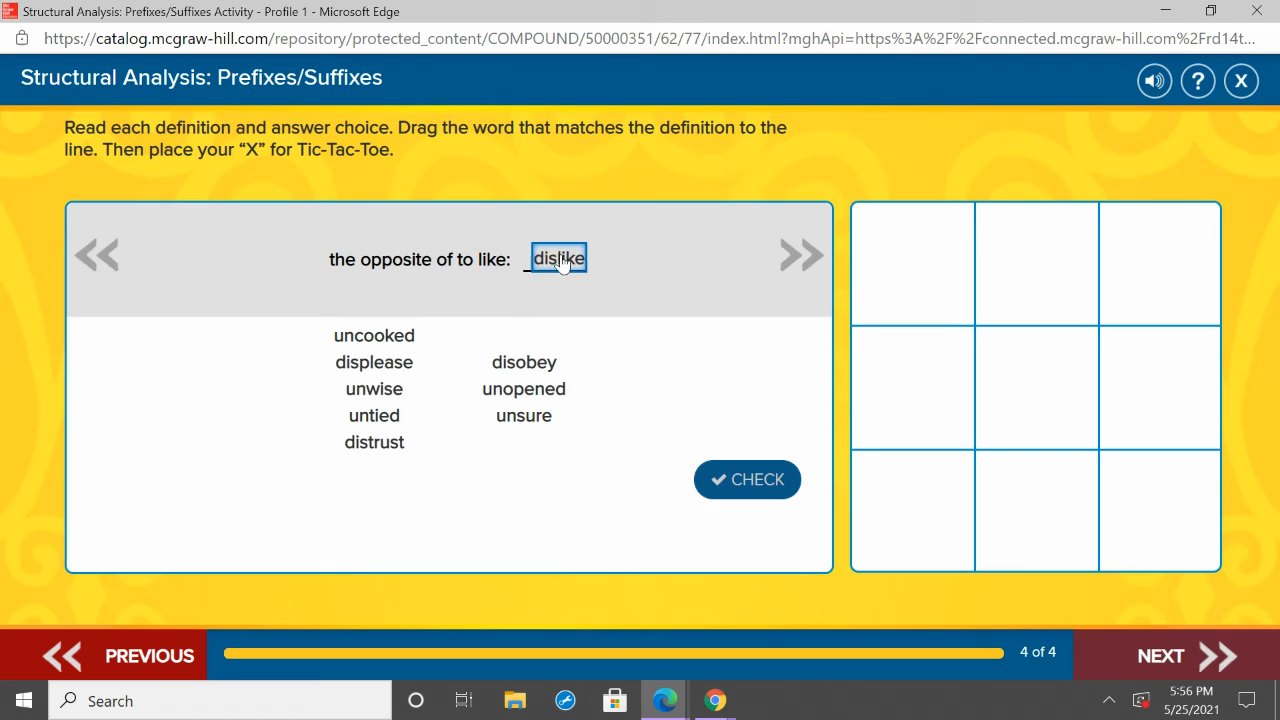 Structural Analysis: Prefixes/Suffixes Activity - Profile 1 - Microsoft Edge
https://catalog.mcgraw-hill.com/repository/protected_content/COMPOUND/50000351/62/77/index.html?mghApi=https%3A%2F%2Fconnected.mcgraw-hill.com%2Frd14t...
Structural Analysis: Prefixes/Suffixes
? X
Read each definition and answer choice. Drag the word that matches the definition to the
line. Then place your “X” for Tic-Tac-Toe.
the opposite of to like: _dislike
uncooked
displease disobey
unwise unopened
untied unsure
distrust
CHECK
PREVIOUS 4 of 4 NEXT
Search
5:56 PM
5/25/2021